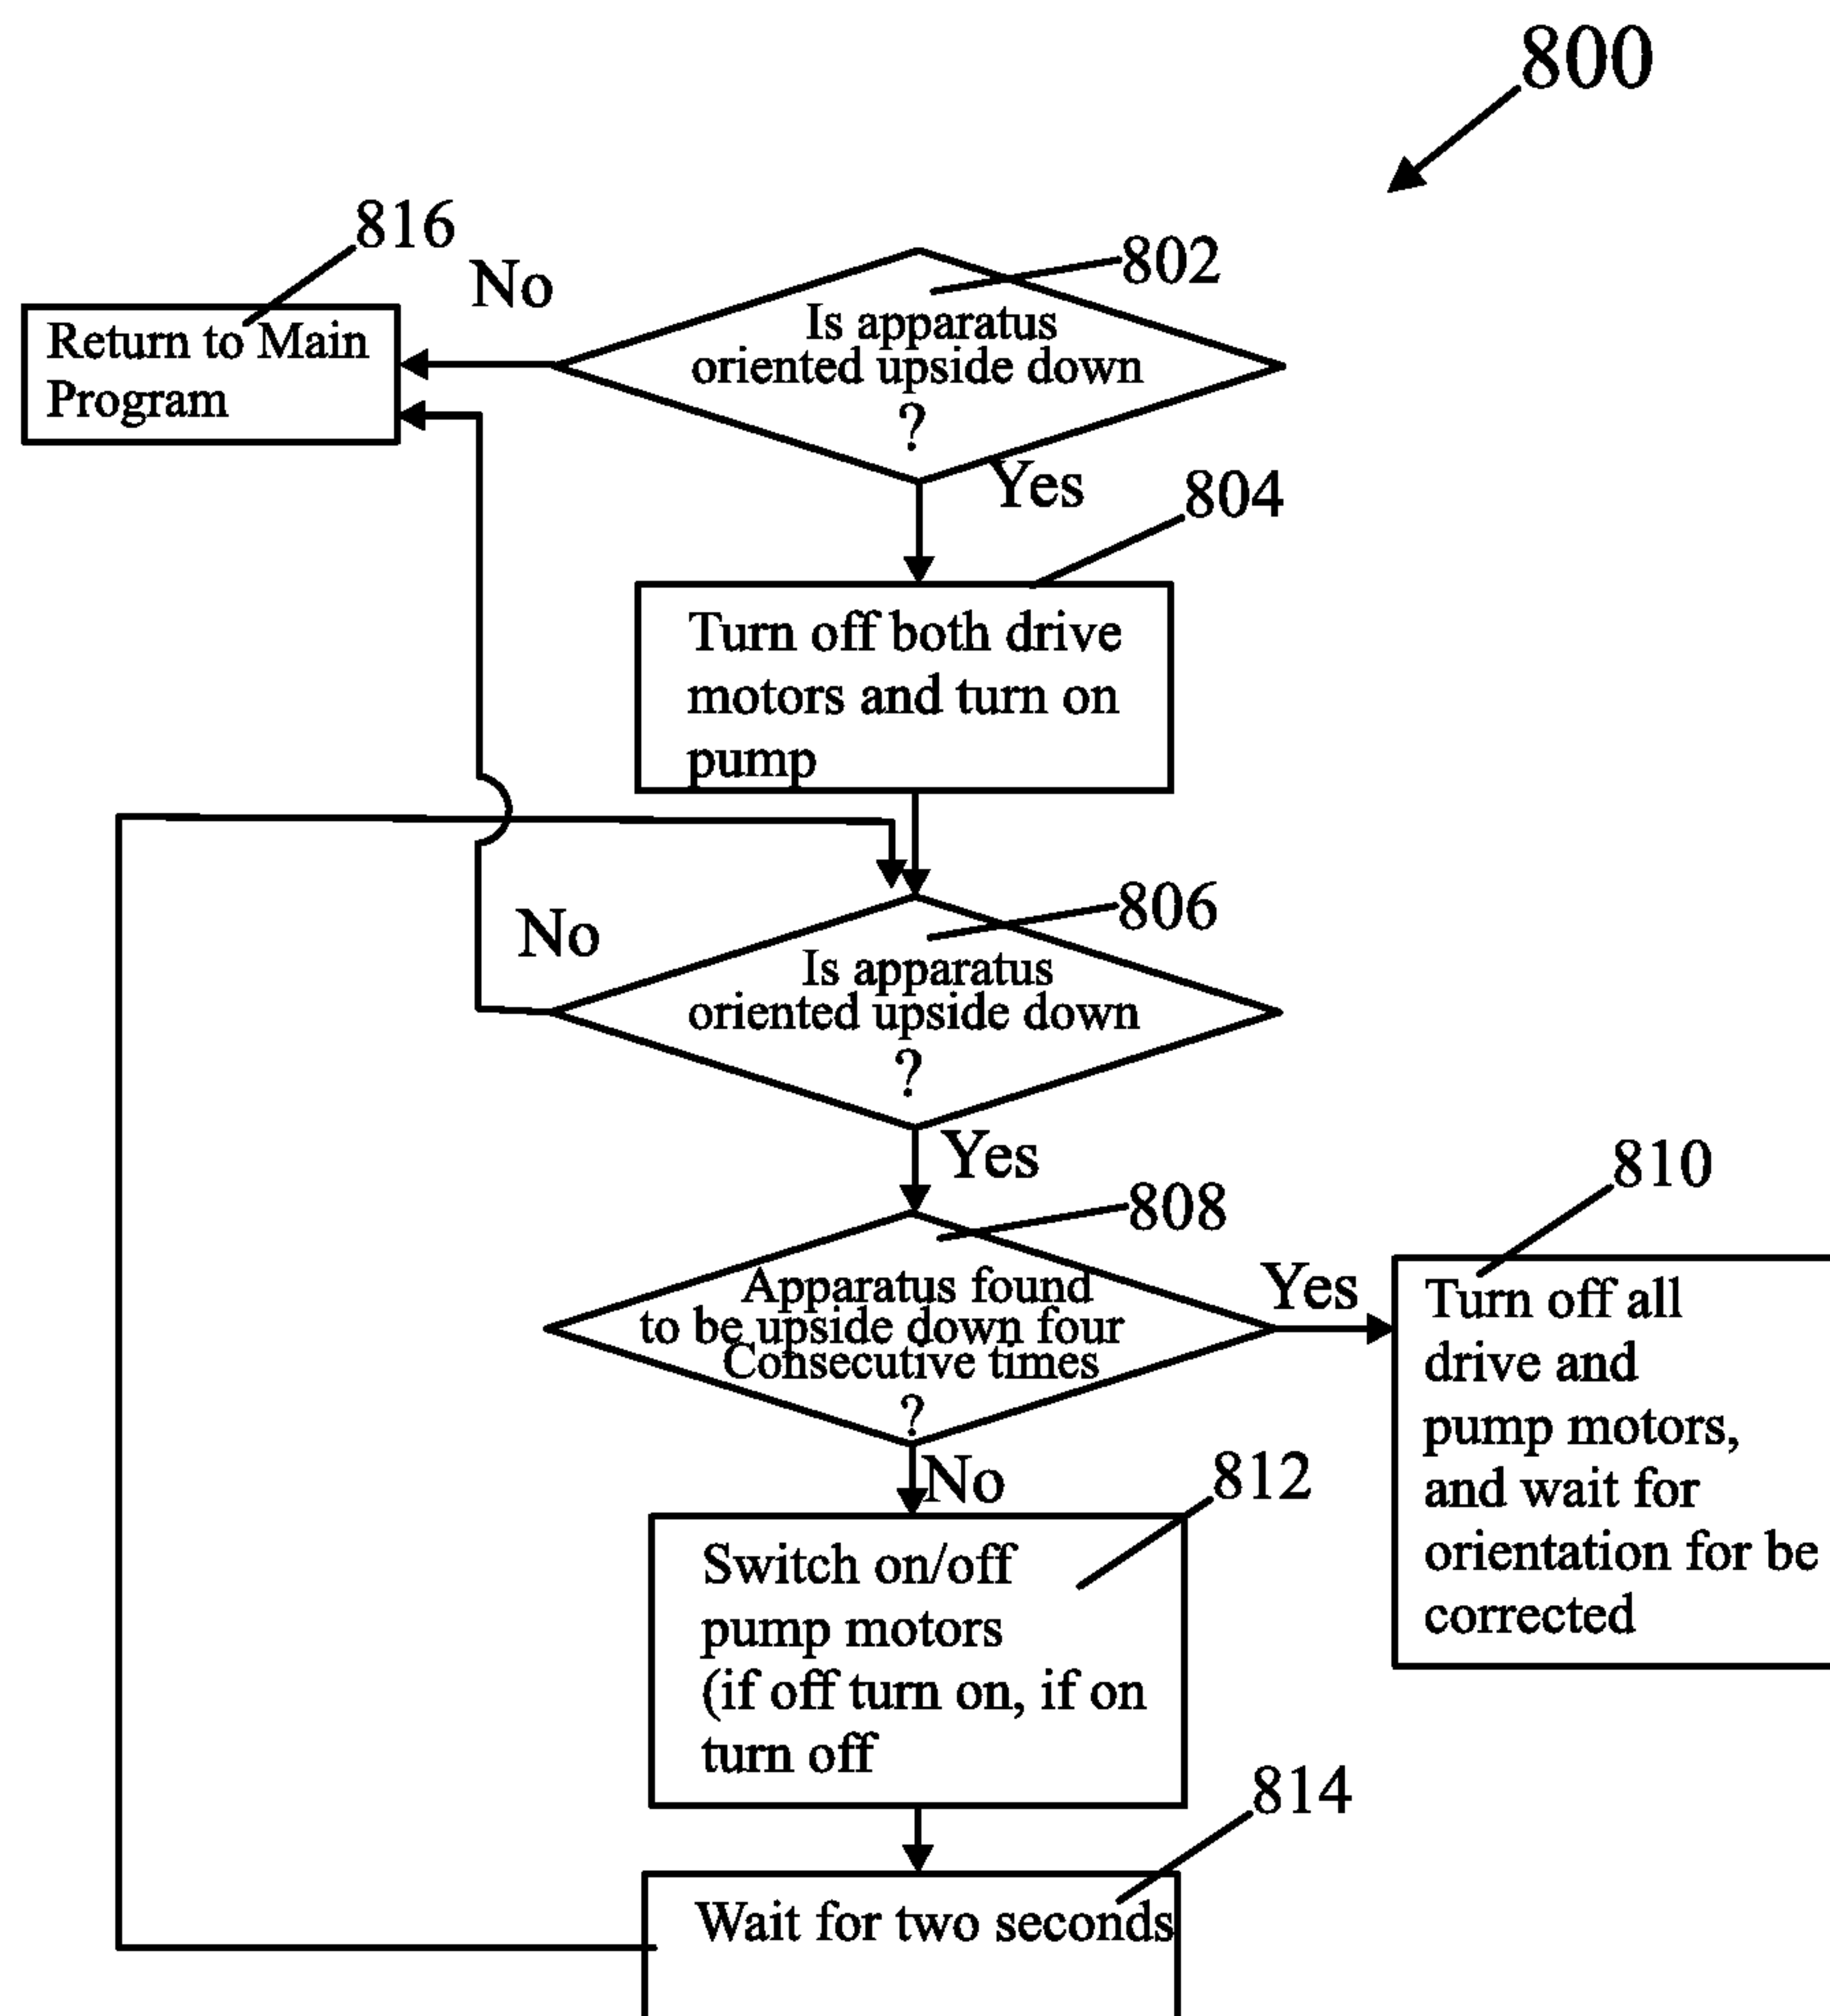 800
816
No
802
Return to Main
Program
Is apparatus
oriented upside down
?
Yes
804
Turn off both drive
motors and turn on
pump
806
No
Is apparatus
oriented upside down
?
Yes
808
810
Apparatus found
to be upside down four
Consecutive times
?
Yes
Turn off all
drive and
pump motors,
and wait for
orientation for be
corrected
No
812
Switch on/off
pump motors
(if off turn on, if on
turn off
814
Wait for two seconds